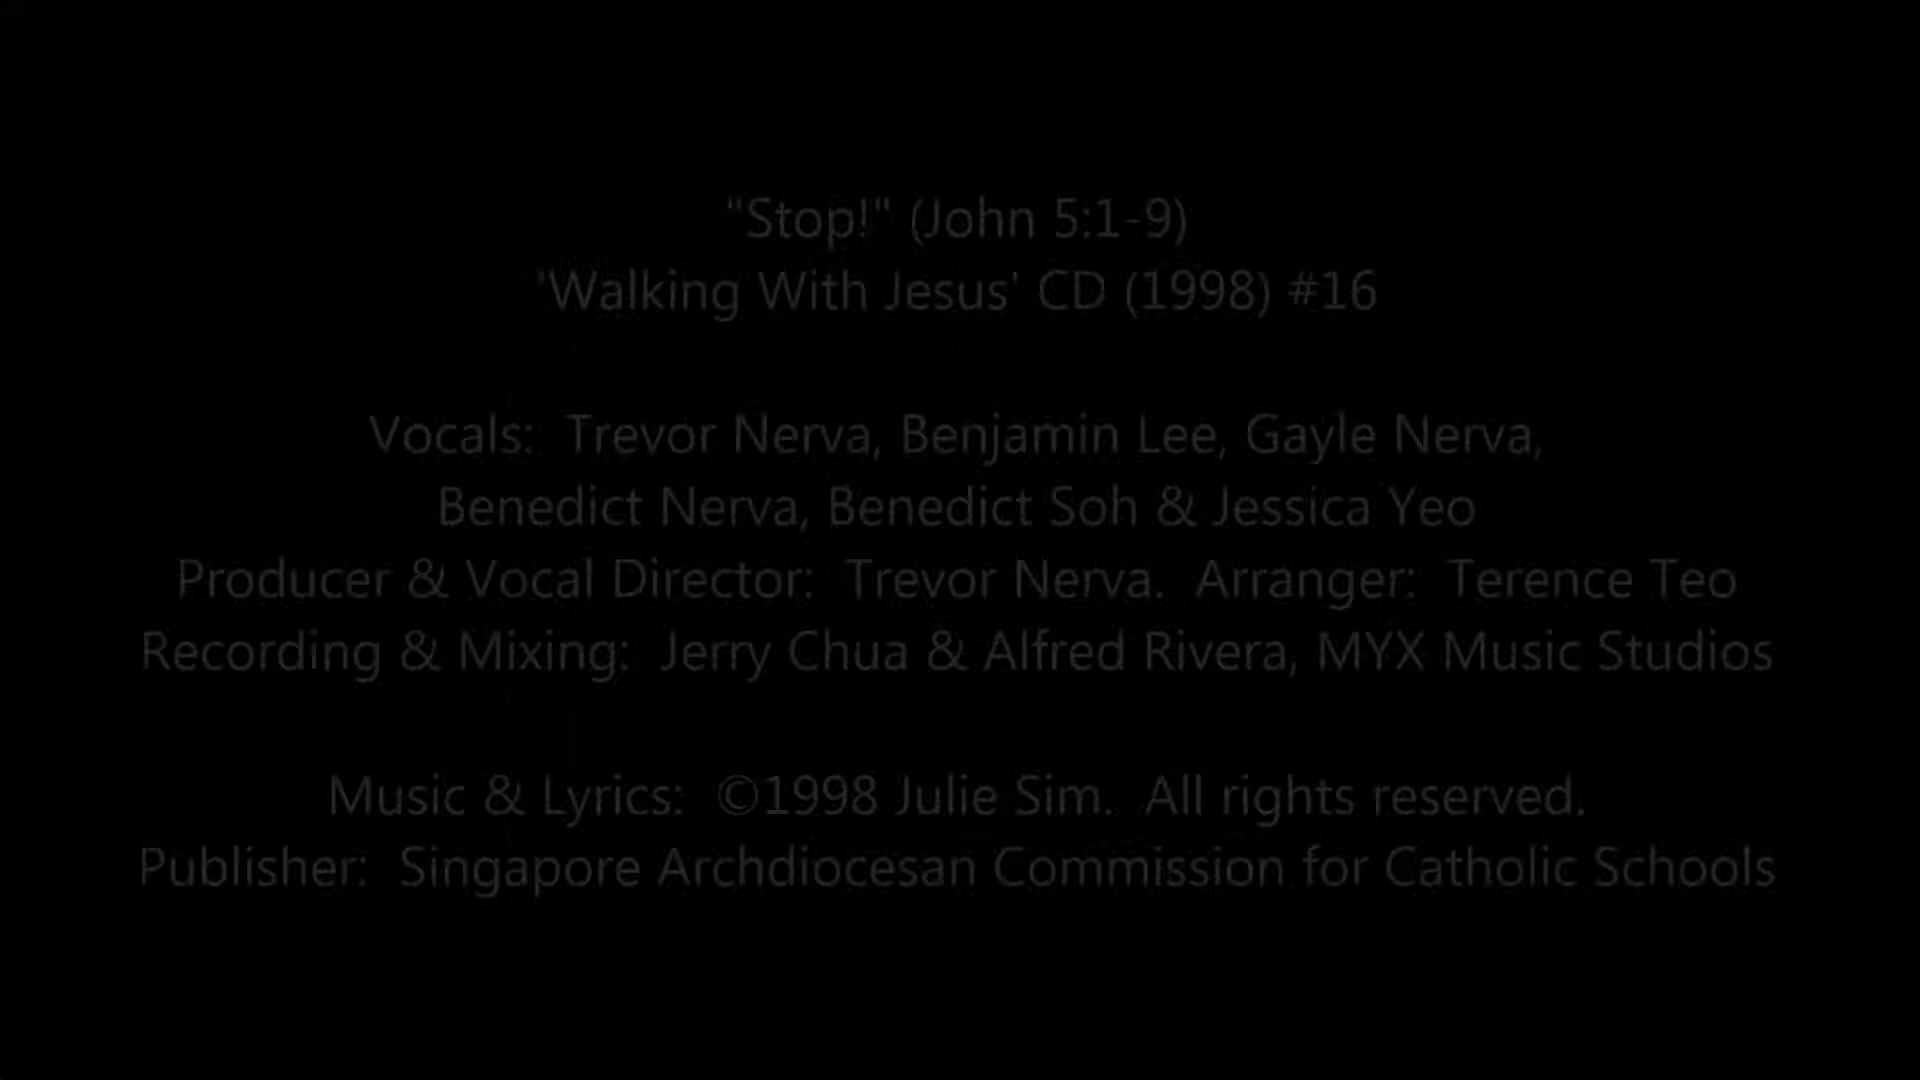 "Stop!" (John 5:1-9)
'Walking With Jesus' CD (1998) #16
Vocals:  Trevor Nerva, Benjamin Lee, Gayle Nerva,
Benedict Nerva, Benedict Soh & Jessica Yeo
Producer & Vocal Director:  Trevor Nerva.  Arranger:  Terence Teo
Recording & Mixing:  Jerry Chua & Alfred Rivera, MYX Music Studios
Music & Lyrics:  ©1998 Julie Sim.  All rights reserved.
Publisher:  Singapore Archdiocesan Commission for Catholic Schools